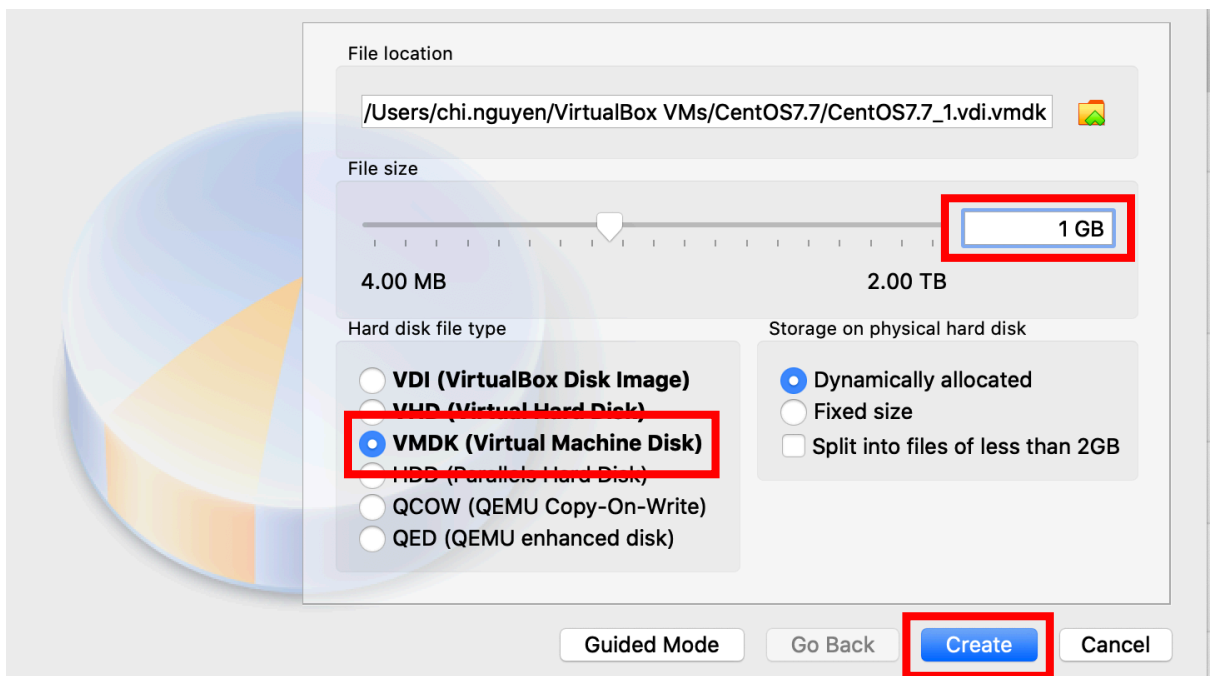 File location
/Users/chi.nguyen/VirtualBox VMs/CentOS7.7/CentOS7.7_1.vdi.vmdk
File size
1 GB
4.00 MB 2.00 TB
Hard disk file type
VDI (VirtualBox Disk Image)
VHD (Virtual Hard Disk)
VMDK (Virtual Machine Disk)
HDD (Parallels Hard Disk)
QCOW (QEMU Copy-On-Write)
QED (QEMU enhanced disk)
Storage on physical hard disk
Dynamically allocated
Fixed size
Split into files of less than 2GB
Guided Mode Go Back Create Cancel